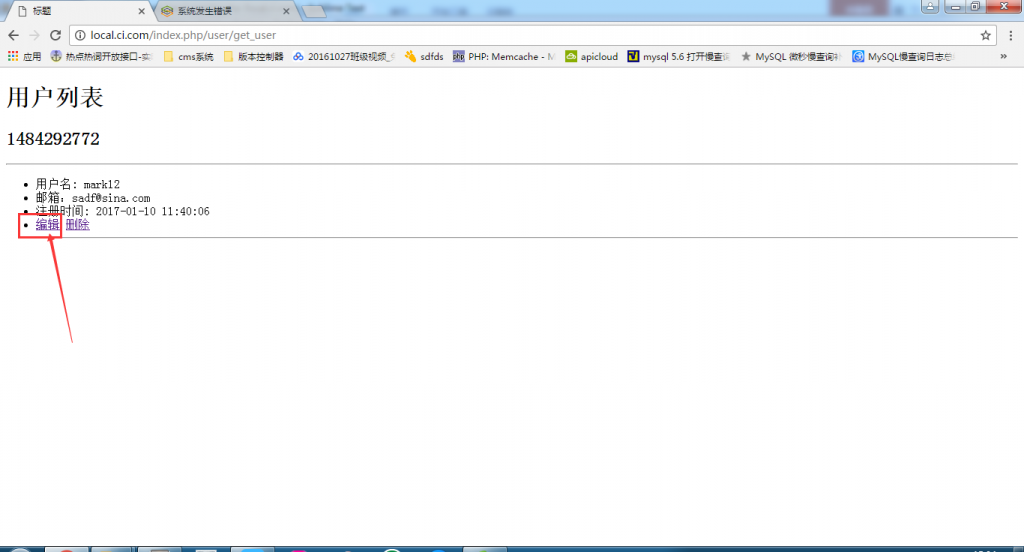 标题
系统发生错误
local.ci.com/index.php/user/get_user
应用 热点热词开放接口-实 cms系统 版本控制器 20161027班级视频_ sdfds PHP: Memcache - M apicloud mysql 5.6 打开慢查询 MySQL 微秒慢查询补 MySQL慢查询日志总 »
用户列表
1484292772
用户名: mark12
邮箱: sadf@sina.com
注册时间: 2017-01-10 11:40:06
编辑 删除